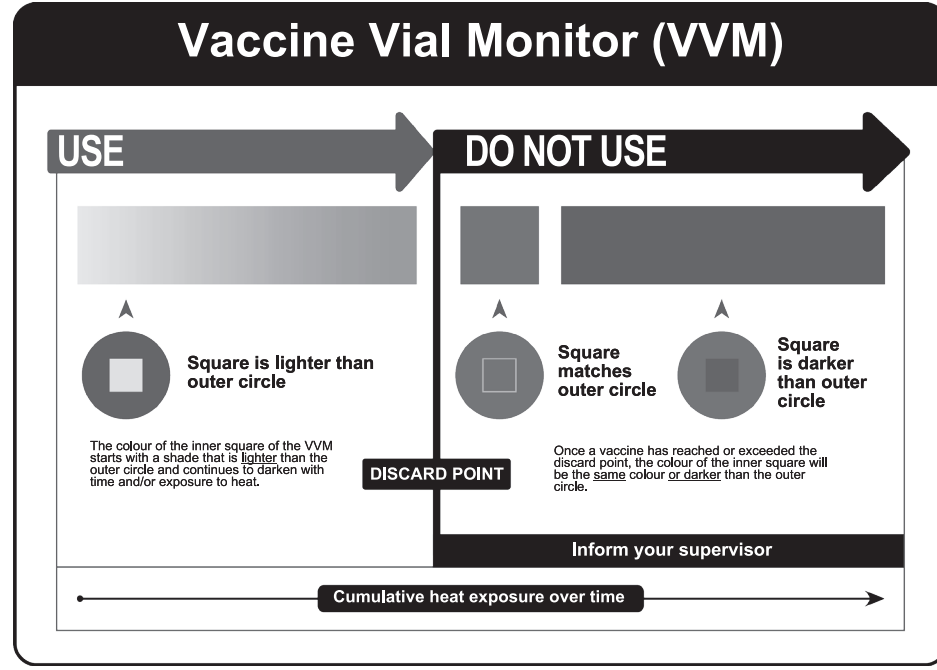 Vaccine Vial Monitor (VVM)
USE
DO NOT USE
Square is lighter than
outer circle
Square
matches
outer circle
Square
is darker
than outer
circle
The colour of the inner square of the VVM
starts with a shade that is lighter than the
outer circle and continues to darken with
time and/or exposure to heat.
DISCARD POINT
Once a vaccine has reached or exceeded the
discard point, the colour of the inner square will
be the same colour or darker than the outer
circle.
Inform your supervisor
Cumulative heat exposure over time